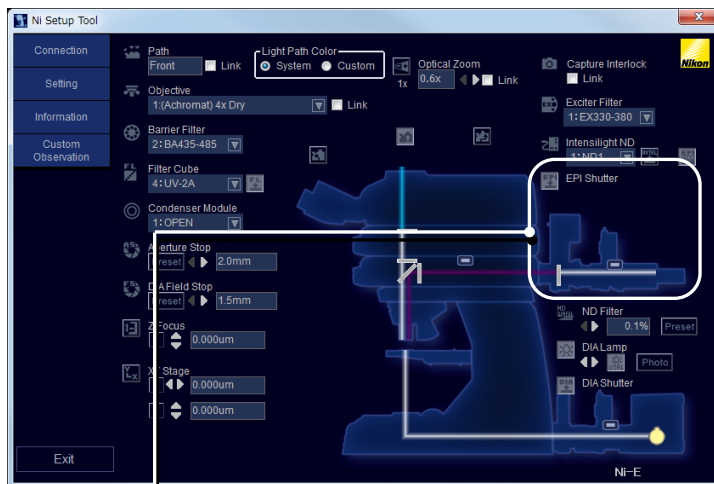 Ni Setup Tool
Connection
Setting
Information
Custom
Observation
Exit
Path
Front
Link
Light Path Color
System
Custom
Optical Zoom
1x
0.6x
Link
Capture Interlock
Link
Nikon
Objective
1:(Achromat) 4x Dry
Link
Exciter Filter
1:EX330-380
Barrier Filter
2:BA435-485
Intensilight ND
1:ND1
Filter Cube
4:UV-2A
FL
EPI
EPI Shutter
Condenser Module
1:OPEN
Aperture Stop
Preset
2.0mm
DIA Field Stop
Preset
1.5mm
Z Focus
0.000um
XY Stage
0.000um
0.000um
ND Filter
0.1%
Preset
DIA Lamp
Photo
DIA
DIA Shutter
Ni-E